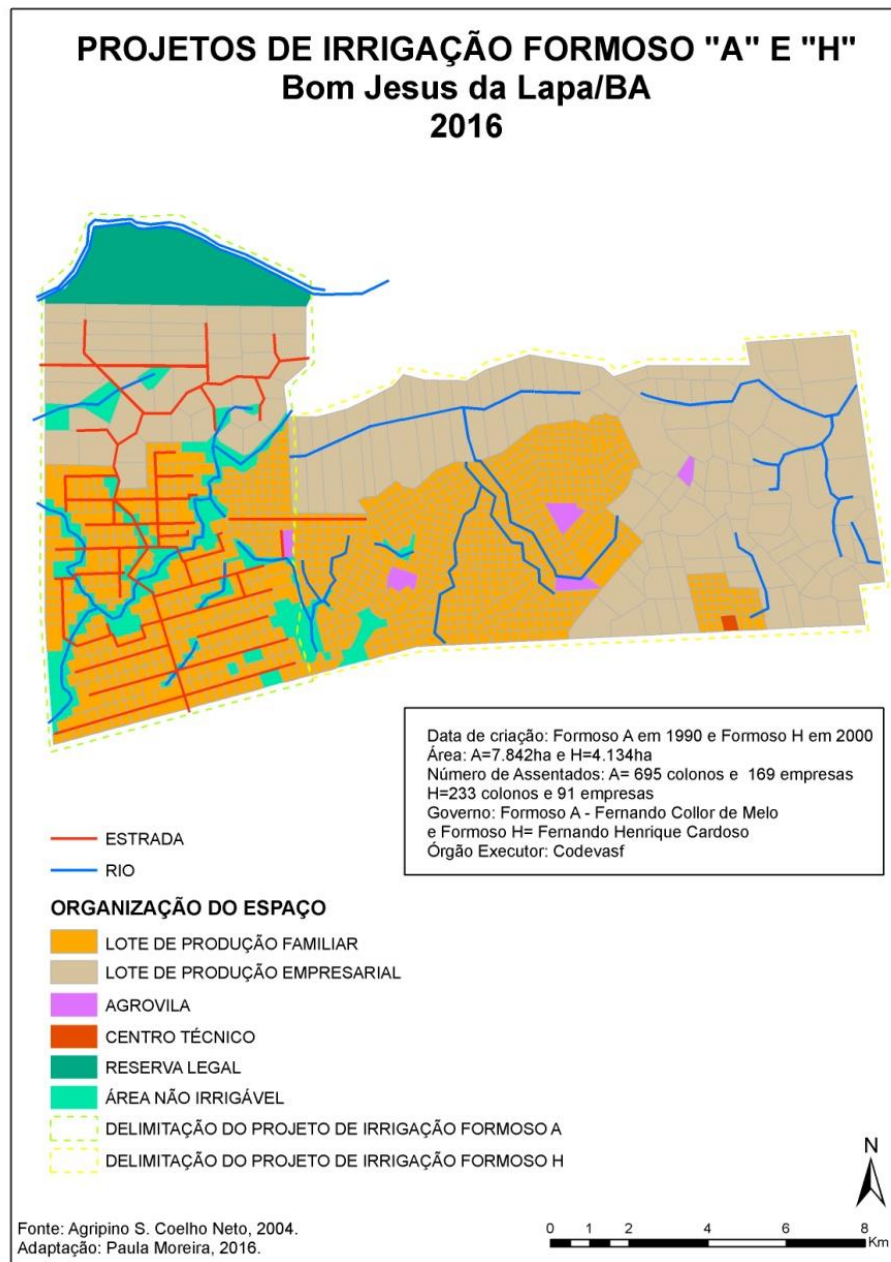 PROJETOS DE IRRIGAÇÃO FORMOSO "A" E "H"
Bom Jesus da Lapa/BA
2016
Data de criação: Formoso A em 1990 e Formoso H em 2000
Área: A=7.842ha e H=4.134ha
Número de Assentados: A= 695 colonos e 169 empresas
H=233 colonos e 91 empresas
Governo: Formoso A - Fernando Collor de Melo
e Formoso H= Fernando Henrique Cardoso
Órgão Executor: Codevasf
ESTRADA
RIO
ORGANIZAÇÃO DO ESPAÇO
LOTE DE PRODUÇÃO FAMILIAR
LOTE DE PRODUÇÃO EMPRESARIAL
AGROVILA
CENTRO TÉCNICO
RESERVA LEGAL
ÁREA NÃO IRRIGÁVEL
DELIMITAÇÃO DO PROJETO DE IRRIGAÇÃO FORMOSO A
DELIMITAÇÃO DO PROJETO DE IRRIGAÇÃO FORMOSO H
N
Fonte: Agripino S. Coelho Neto, 2004.
Adaptação: Paula Moreira, 2016.
0 1 2 4 6 8
Km